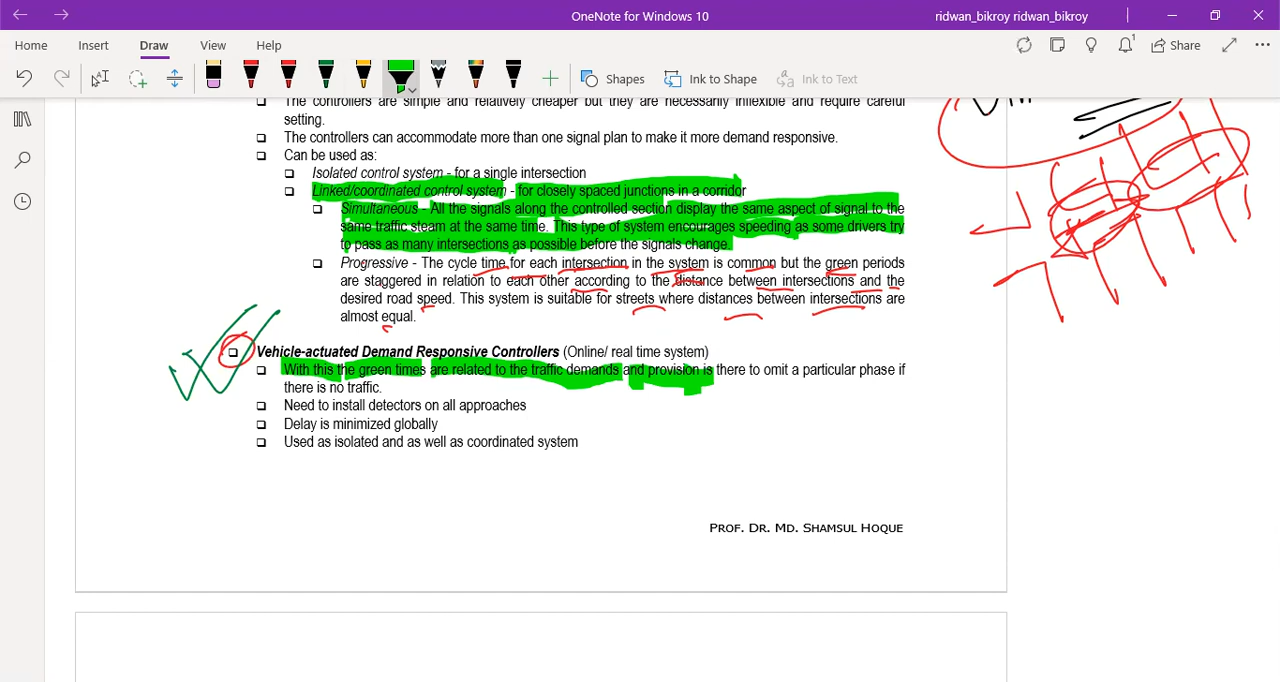 OneNote for Windows 10
ridwan_bikroy ridwan_bikroy
Home Insert Draw View Help
Share
Shapes Ink to Shape Ink to Text
The controllers are simple and relatively cheaper but they are necessarily inflexible and require careful
setting.
The controllers can accommodate more than one signal plan to make it more demand responsive.
Can be used as:
Isolated control system - for a single intersection
Linked/coordinated control system - for closely spaced junctions in a corridor
Simultaneous - All the signals along the controlled section display the same aspect of signal to the
same traffic steam at the same time. This type of system encourages speeding as some drivers try
to pass as many intersections as possible before the signals change.
Progressive - The cycle time for each intersection in the system is common but the green periods
are staggered in relation to each other according to the distance between intersections and the
desired road speed. This system is suitable for streets where distances between intersections are
almost equal.
Vehicle-actuated Demand Responsive Controllers (Online/ real time system)
With this the green times are related to the traffic demands and provision is there to omit a particular phase if
there is no traffic.
Need to install detectors on all approaches
Delay is minimized globally
Used as isolated and as well as coordinated system
PROF. DR. MD. SHAMSUL HOQUE